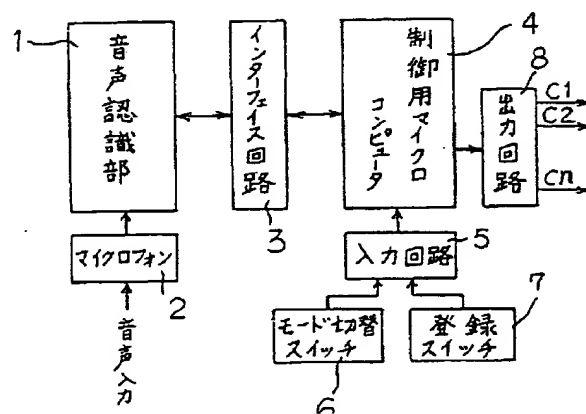 1
音声認識部
インターフェイス回路
3
制御用マイクロ
コンピュータ
4
8
出力回路
C1
C2
Cn
マイクロフォン
2
音声入力
入力回路
5
モード切替
スイッチ
6
登録
スイッチ
7